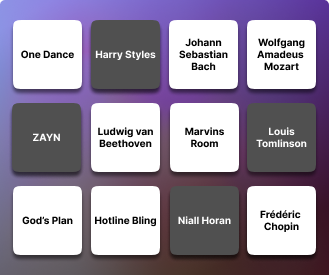 One Dance
Harry Styles
Johann
Sebastian
Bach
Wolfgang
Amadeus
Mozart
ZAYN
Ludwig van
Beethoven
Marvins
Room
Louis
Tomlinson
God's Plan
Hotline Bling
Niall Horan
Frédéric
Chopin